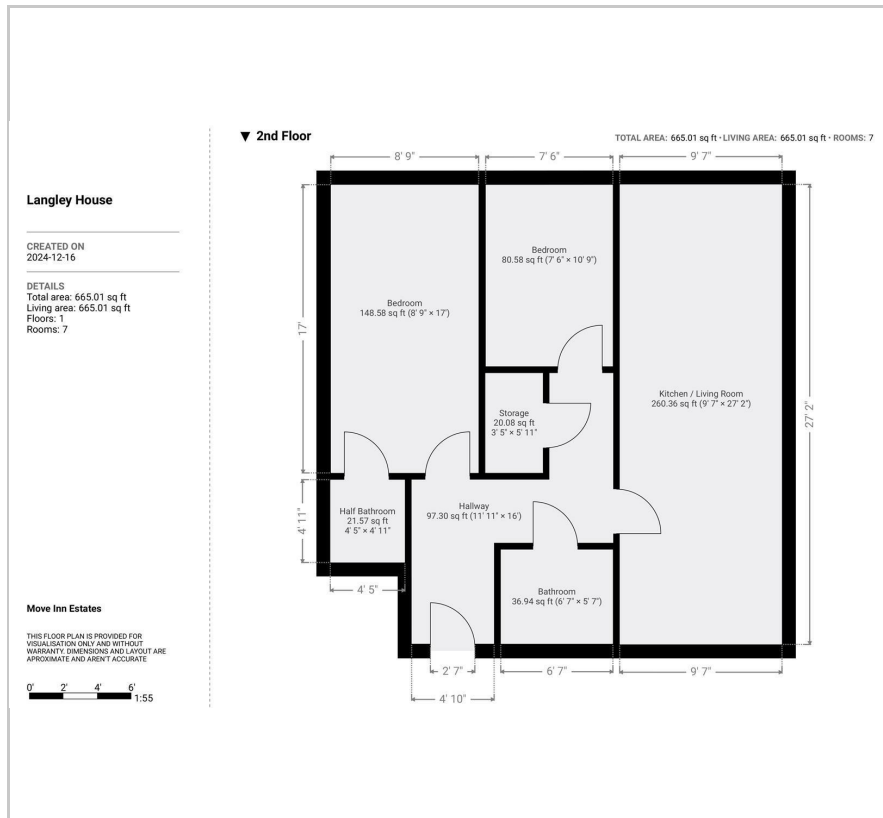 Langley House
CREATED ON
2024-12-16
DETAILS
Total area: 665.01 sq ft
Living area: 665.01 sq ft
Floors: 1
Rooms: 7
Move Inn Estates
THIS FLOOR PLAN IS PROVIDED FOR
VISUALISATION ONLY AND WITHOUT
WARRANTY. DIMENSIONS AND LAYOUT ARE
APROXIMATE AND AREN'T ACCURATE
0' 2' 4' 6'
1:55
▼ 2nd Floor
TOTAL AREA: 665.01 sq ft • LIVING AREA: 665.01 sq ft • ROOMS: 7
8' 9" 7' 6" 9' 7"
Bedroom
80.58 sq ft (7' 6" × 10' 9")
Bedroom
148.58 sq ft (8' 9" × 17')
17'
Kitchen / Living Room
260.36 sq ft (9' 7" × 27' 2")
27' 2"
Storage
20.08 sq ft
3' 5" × 5' 11"
Half Bathroom
21.57 sq ft
4' 5" × 4' 11"
4' 11"
Hallway
97.30 sq ft (11' 11" × 16')
4' 5"
Bathroom
36.94 sq ft (6' 7" × 5' 7")
2' 7" 6' 7" 9' 7"
4' 10"